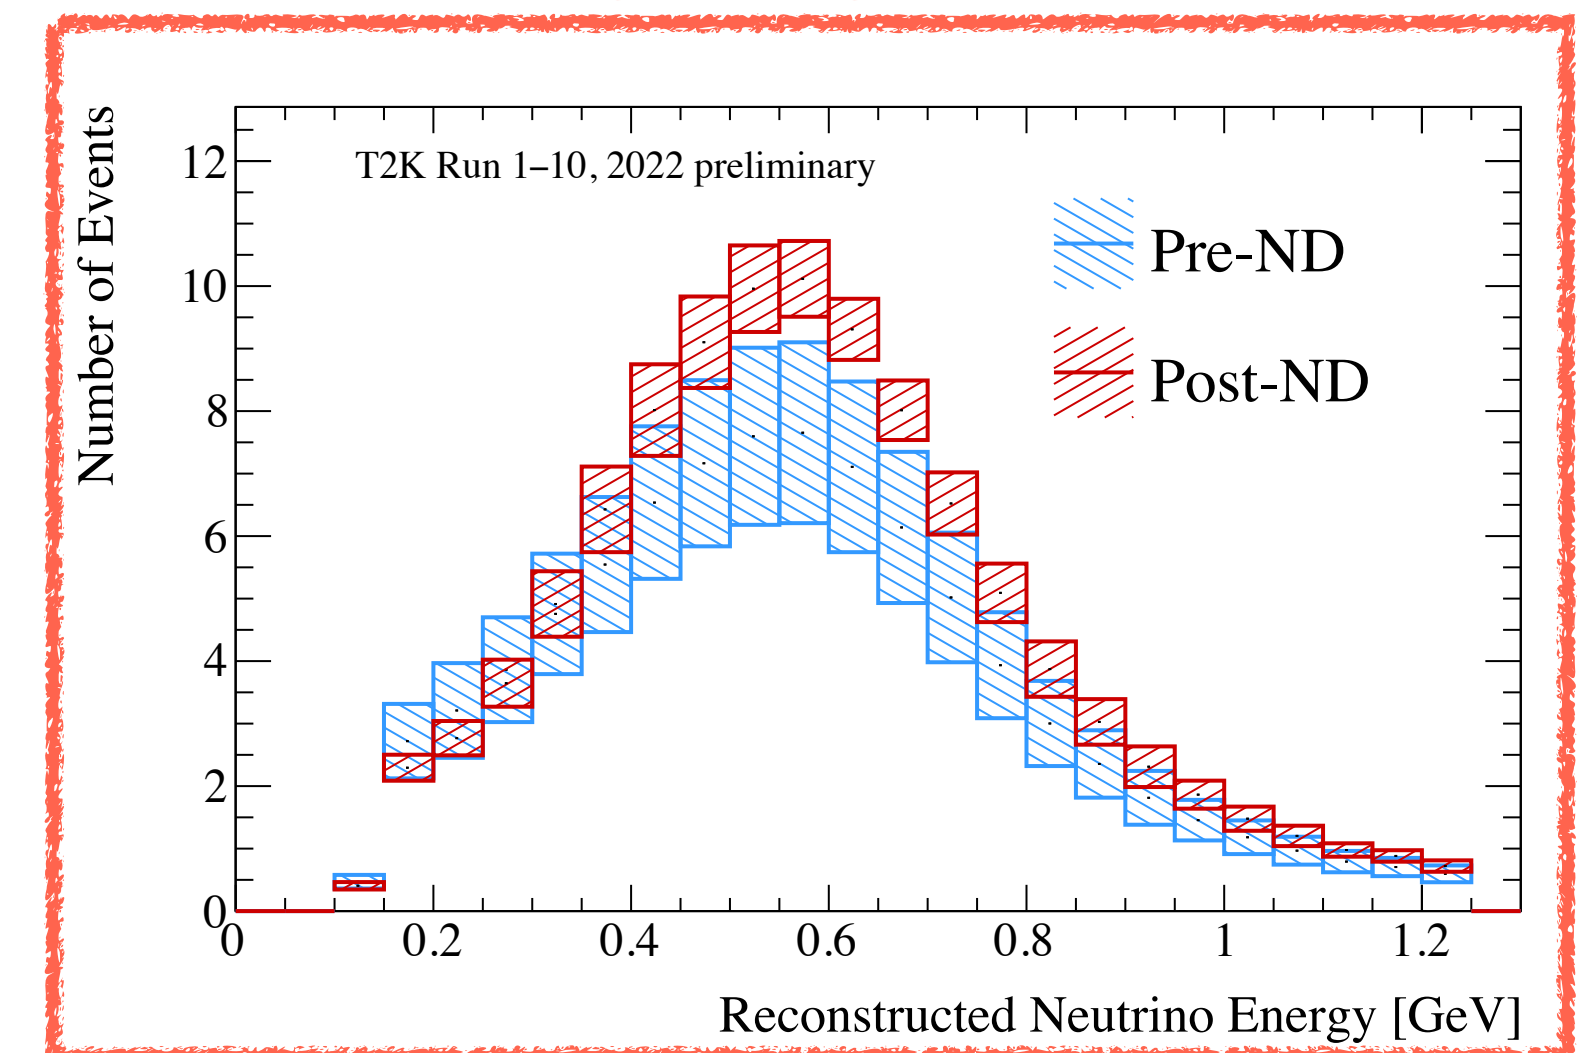 T2K Run 1–10, 2022 preliminary
Pre-ND
Post-ND
Number of Events
12
10
8
6
4
2
0
0 0.2 0.4 0.6 0.8 1 1.2
Reconstructed Neutrino Energy [GeV]